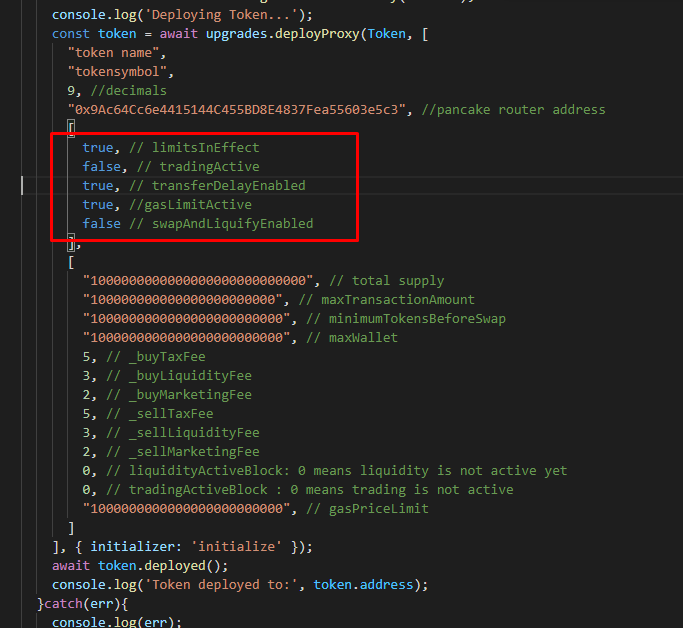 console.log('Deploying Token...');
const token = await upgrades.deployProxy(Token, [
"token name",
"tokensymbol",
9, //decimals
"0x9Ac64Cc6e4415144C455BD8E4837Fea55603e5c3", //pancake router address
[
true, // limitsInEffect
false, // tradingActive
true, // transferDelayEnabled
true, //gasLimitActive
false // swapAndLiquifyEnabled
],
[
"1000000000000000000000000000", // total supply
"100000000000000000000000", // maxTransactionAmount
"1000000000000000000000000", // minimumTokensBeforeSwap
"1000000000000000000000000", // maxWallet
5, // _buyTaxFee
3, // _buyLiquidityFee
2, // _buyMarketingFee
5, // _sellTaxFee
3, // _sellLiquidityFee
2, // _sellMarketingFee
0, // liquidityActiveBlock: 0 means liquidity is not active yet
0, // tradingActiveBlock : 0 means trading is not active
"1000000000000000000000000", // gasPriceLimit
]
], { initializer: 'initialize' });
await token.deployed();
console.log('Token deployed to:', token.address);
}catch(err){
console.log(err);